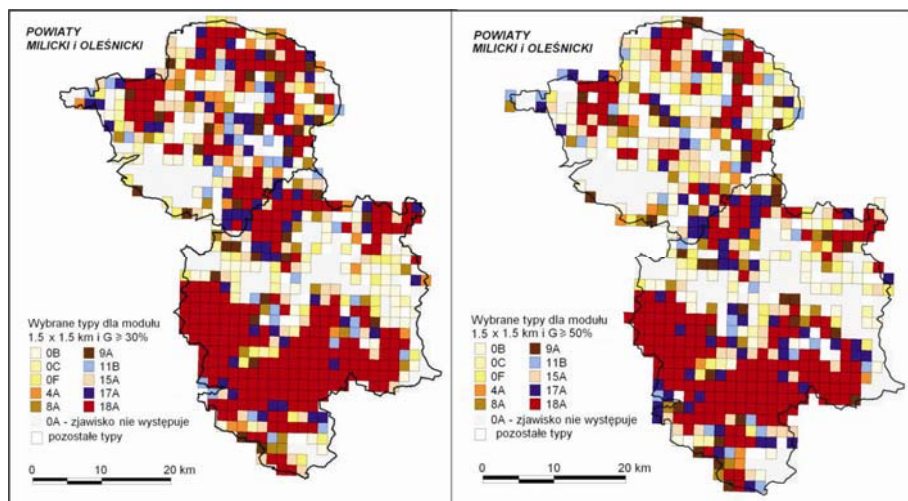 POWIATY
MILICKI i OLEŚNICKI
Wybrane typy dla modułu
1.5 x 1.5 km i G ≥ 30%
0B 9A
0C 11B
0F 15A
4A 17A
8A 18A
0A - zjawisko nie występuje
pozostałe typy
0 10 20 km
POWIATY
MILICKI i OLEŚNICKI
Wybrane typy dla modułu
1.5 x 1.5 km i G ≥ 50%
0B 9A
0C 11B
0F 15A
4A 17A
8A 18A
0A - zjawisko nie występuje
pozostałe typy
0 10 20 km